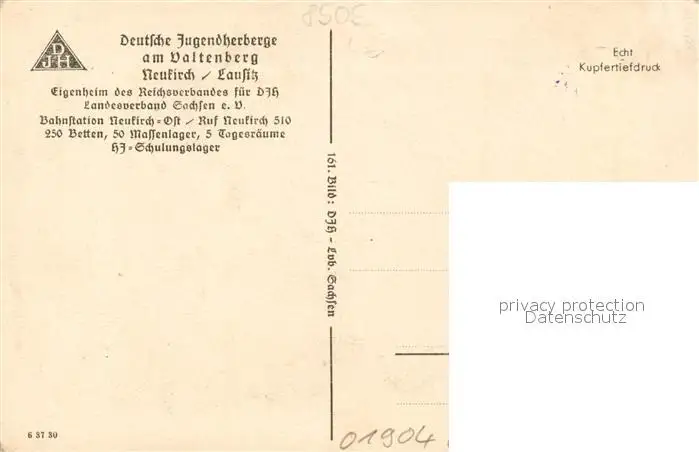 8505
DJH
Deutsche Jugendherberge
am Valtenberg
Neukirch / Lausitz
Eigenheim des Reichsverbandes für DJH
Landesverband Sachsen e. V.
Bahnstation Neukirch=Ost / Ruf Neukirch 510
250 Betten, 50 Massenlager, 5 Tagesräume
HJ=Schulungslager
Echt
Kupfertiefdruck
161. Bild: DJH - Lvb. Sachsen
privacy protection
Datenschutz
6 37 30
01904